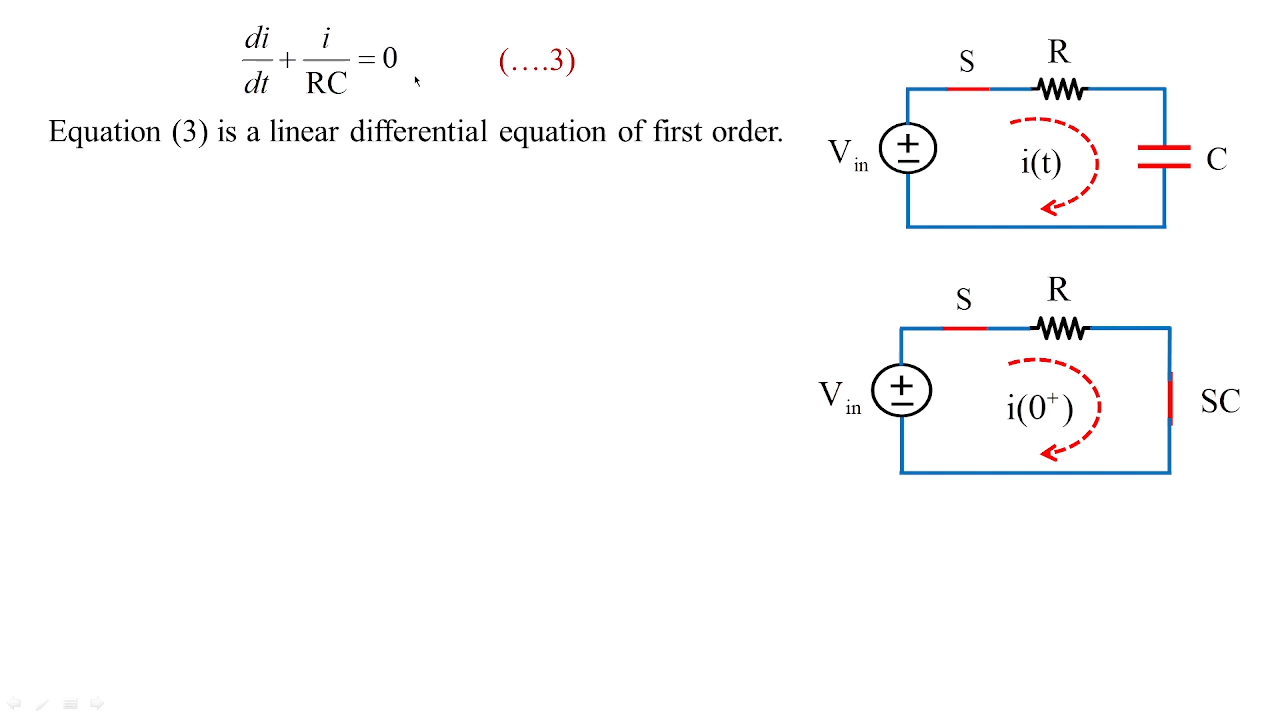 di/dt + i/RC = 0 (….3)
Equation (3) is a linear differential equation of first order.
S
R
V_in
+
−
i(t)
C
S
R
V_in
+
−
i(0⁺)
SC